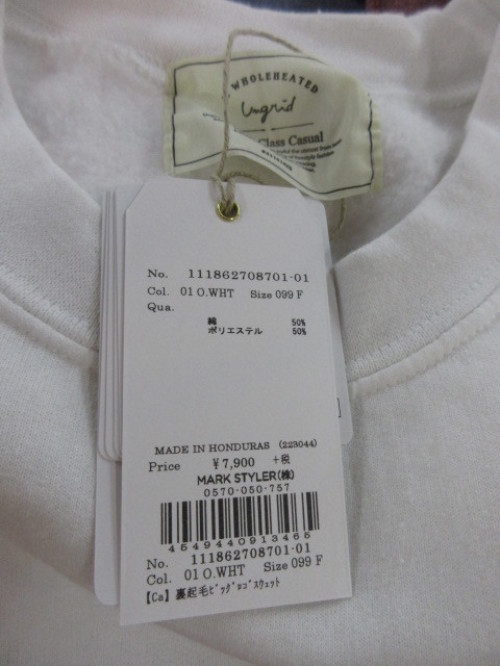 WHOLEHEATED
Ungrid
Class Casual
No. 111862708701-01
Col. 01 O.WHT Size 099 F
Qua.
綿 50%
ポリエステル 50%
MADE IN HONDURAS (223044)
Price ¥7,900 +税
MARK STYLER(株)
0570-050-757
4549440913468
No. 111862708701-01
Col. 01 O.WHT Size 099 F
【Ca】裏起毛ﾋﾞｯｸﾞﾛｺﾞｽｳｪｯﾄ